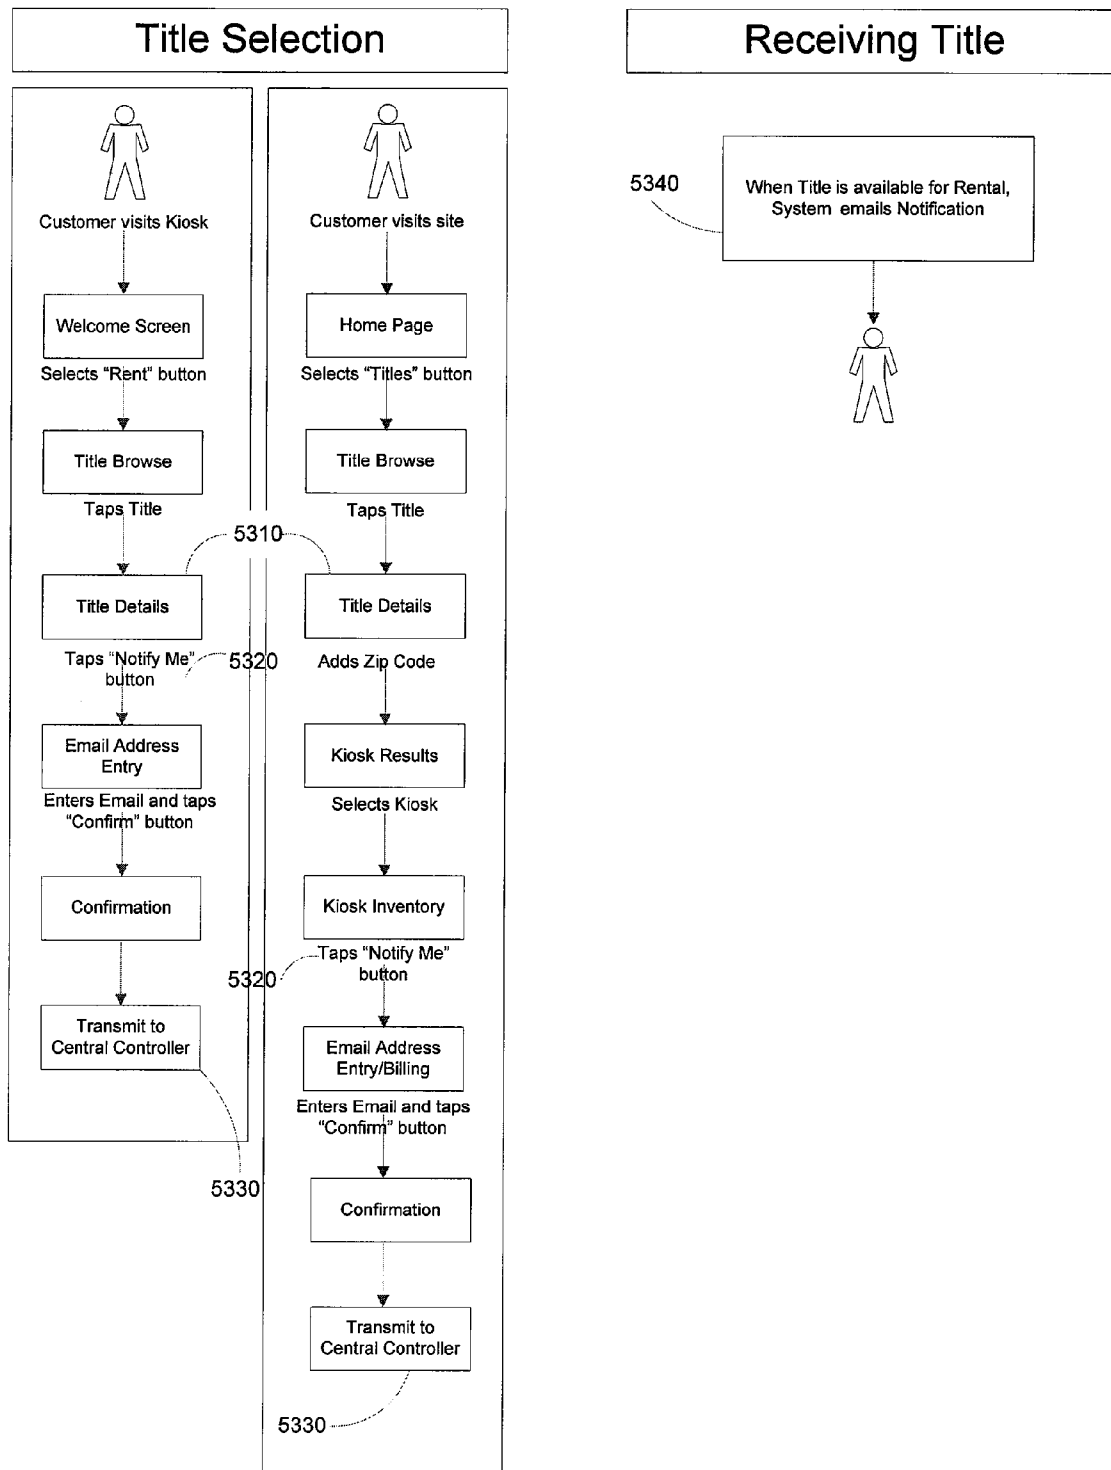 Title Selection
Customer visits Kiosk
Welcome Screen
Selects "Rent" button
Title Browse
Taps Title
Title Details
Taps "Notify Me"
button
Email Address
Entry
Enters Email and taps
"Confirm" button
Confirmation
Transmit to
Central Controller
5310
5320
5320
5330
5330
Customer visits site
Home Page
Selects "Titles" button
Title Browse
Taps Title
Title Details
Adds Zip Code
Kiosk Results
Selects Kiosk
Kiosk Inventory
Taps "Notify Me"
button
Email Address
Entry/Billing
Enters Email and taps
"Confirm" button
Confirmation
Transmit to
Central Controller
Receiving Title
5340
When Title is available for Rental,
System emails Notification